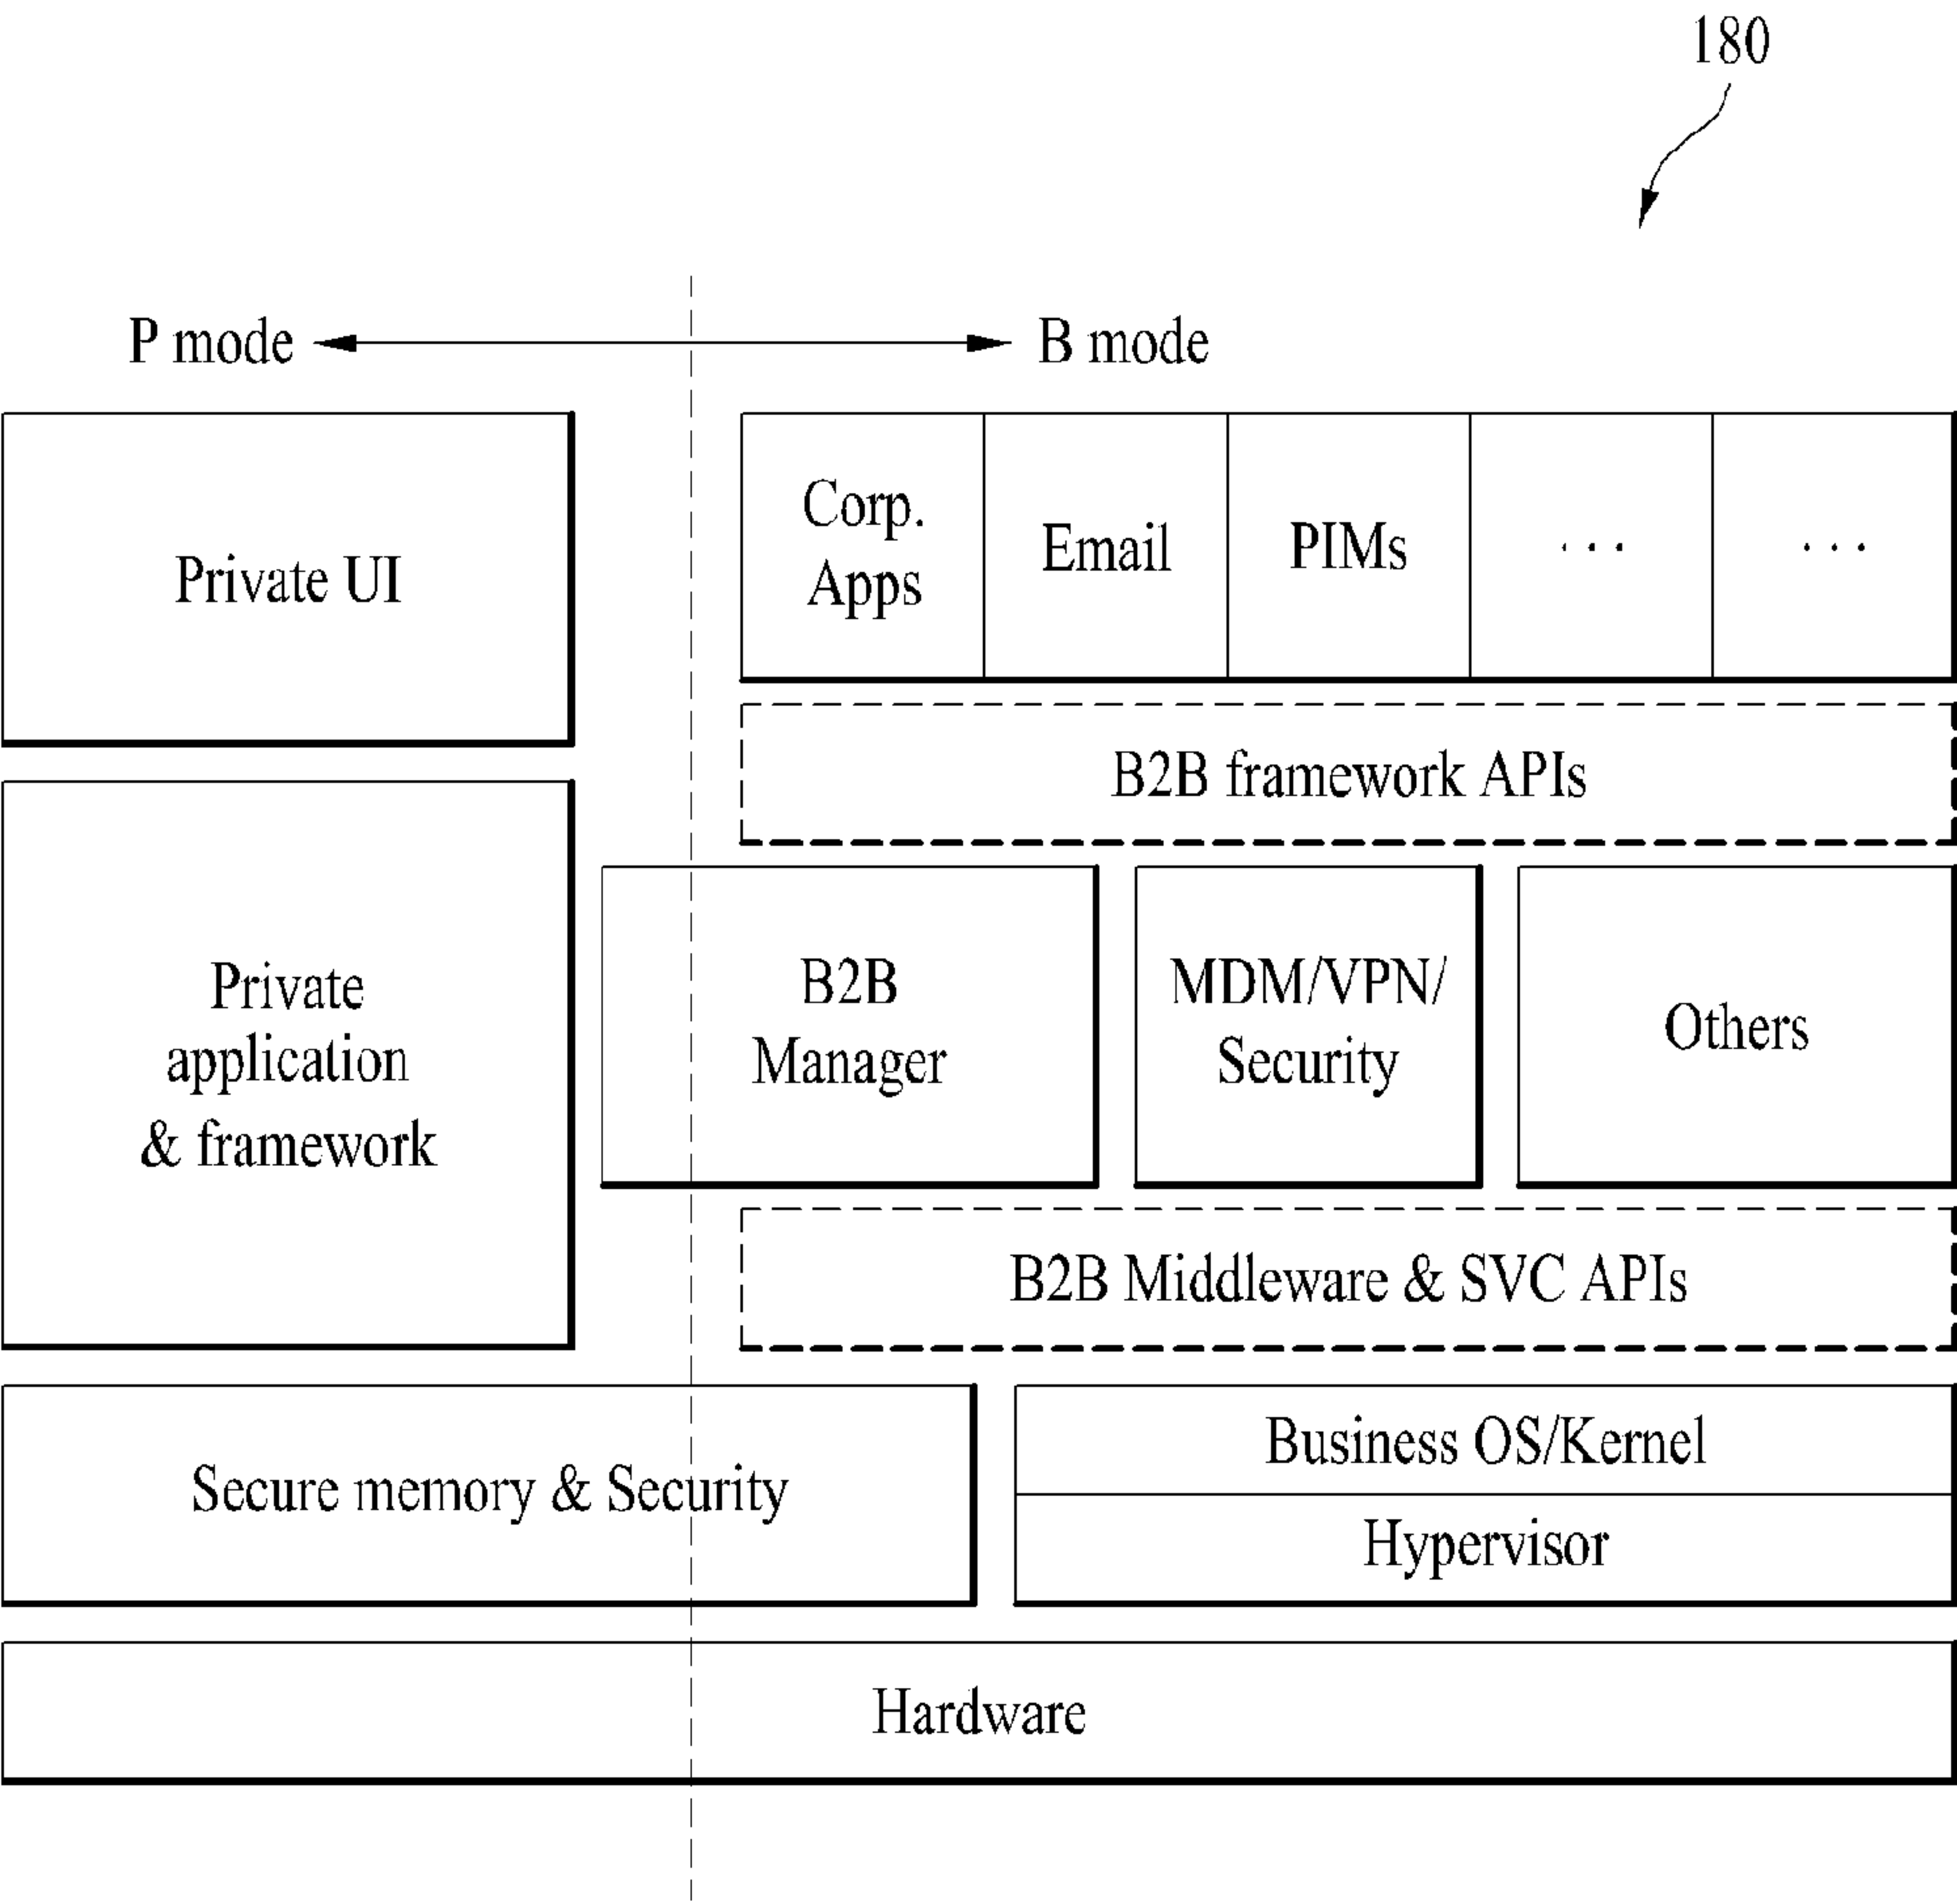 180
P mode
B mode
Private UI
Corp.
Apps
Email
PIMs
...
...
B2B framework APIs
Private
application
& framework
B2B
Manager
MDM/VPN/
Security
Others
B2B Middleware & SVC APIs
Secure memory & Security
Business OS/Kernel
Hypervisor
Hardware